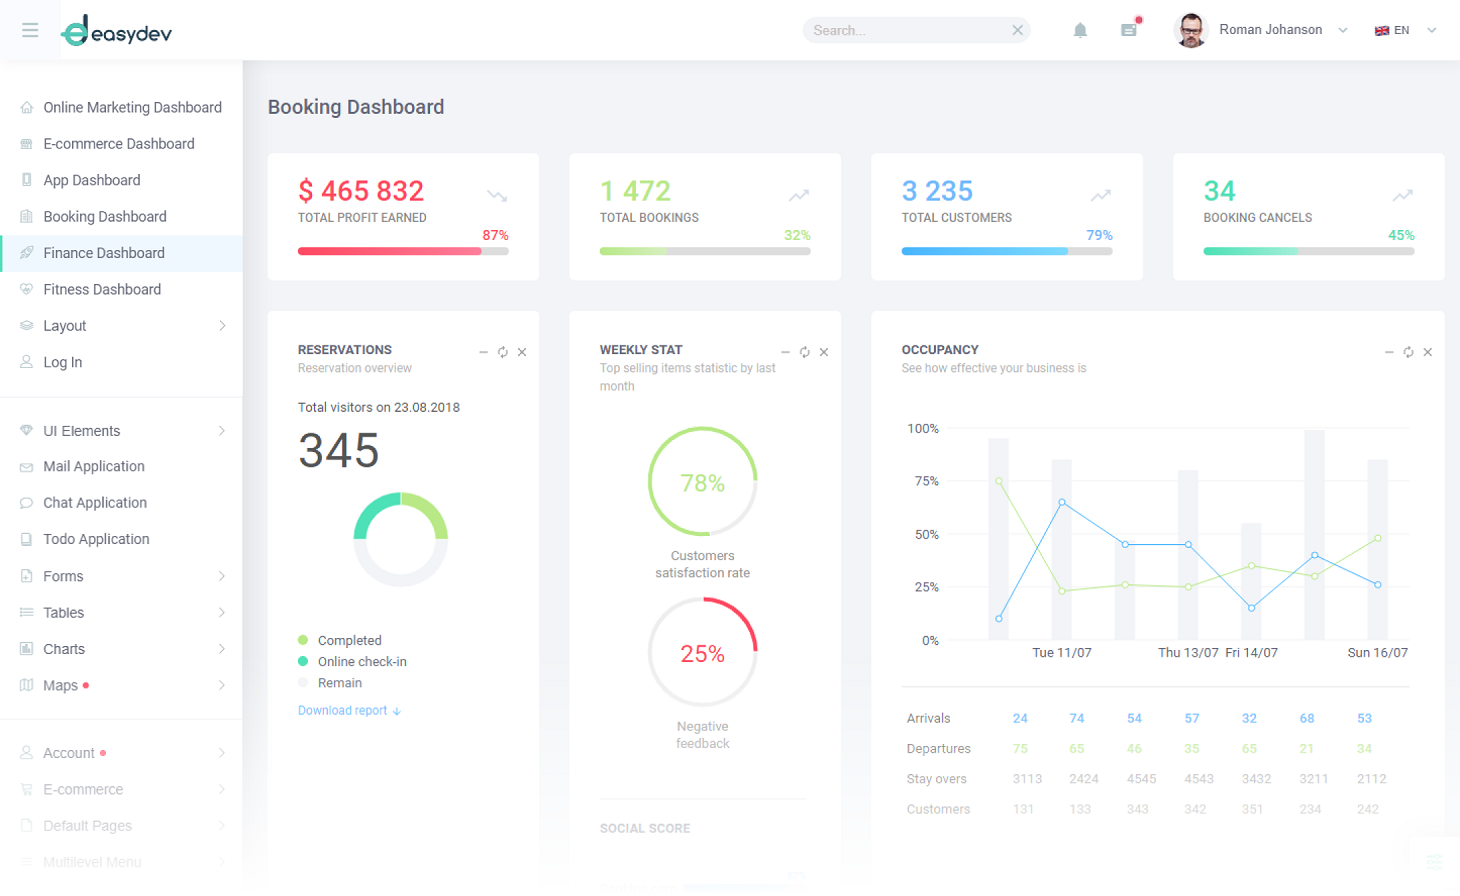 easydev
Search...
Roman Johanson
EN
Online Marketing Dashboard
E-commerce Dashboard
App Dashboard
Booking Dashboard
Finance Dashboard
Fitness Dashboard
Layout
Log In
UI Elements
Mail Application
Chat Application
Todo Application
Forms
Tables
Charts
Maps
Account
E-commerce
Default Pages
Multilevel Menu
Booking Dashboard
$ 465 832
TOTAL PROFIT EARNED
87%
1 472
TOTAL BOOKINGS
32%
3 235
TOTAL CUSTOMERS
79%
34
BOOKING CANCELS
45%
RESERVATIONS
Reservation overview
Total visitors on 23.08.2018
345
Completed
Online check-in
Remain
Download report ↓
WEEKLY STAT
Top selling items statistic by last
month
78%
Customers
satisfaction rate
25%
Negative
feedback
SOCIAL SCORE
OCCUPANCY
See how effective your business is
100%
75%
50%
25%
0%
Tue 11/07 Thu 13/07 Fri 14/07 Sun 16/07
Arrivals 24 74 54 57 32 68 53
Departures 75 65 46 35 65 21 34
Stay overs 3113 2424 4545 4543 3432 3211 2112
Customers 131 133 343 342 351 234 242